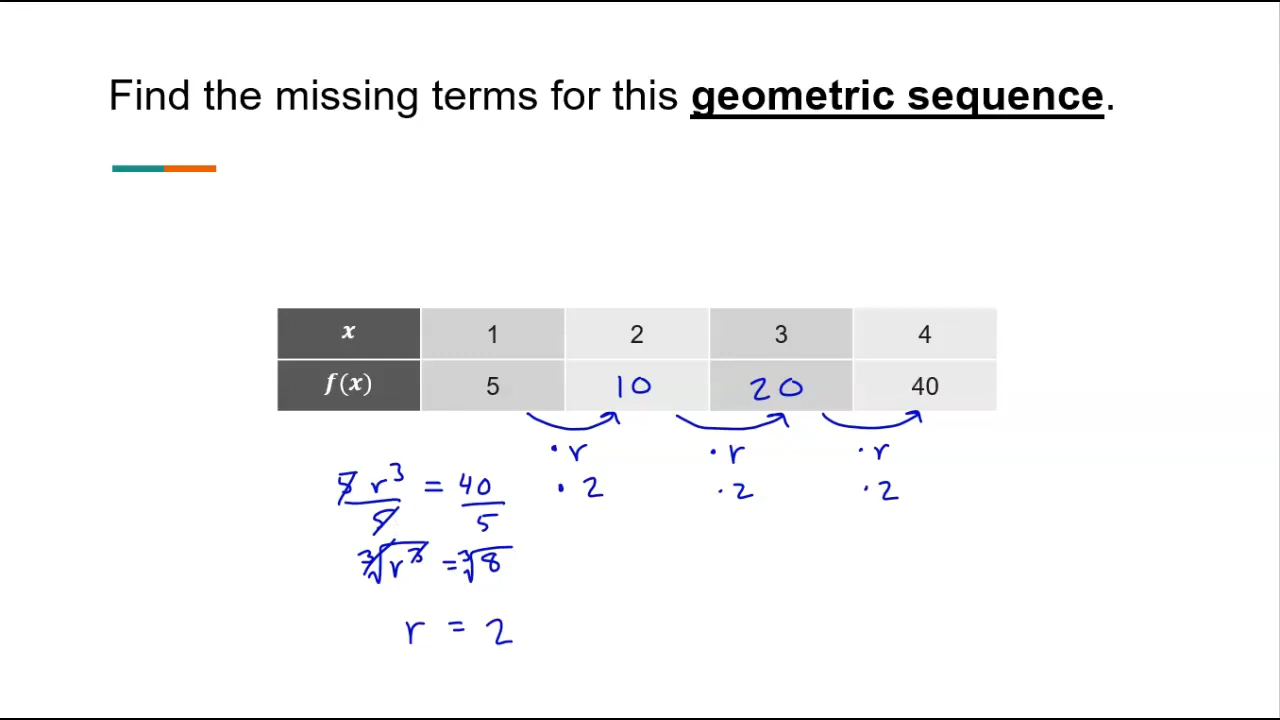 Find the missing terms for this geometric sequence.
x 1 2 3 4
f(x) 5 10 20 40
·r ·r ·r
5r³/5 = 40/5 ·2 ·2 ·2
∛r³ = ∛8
r = 2